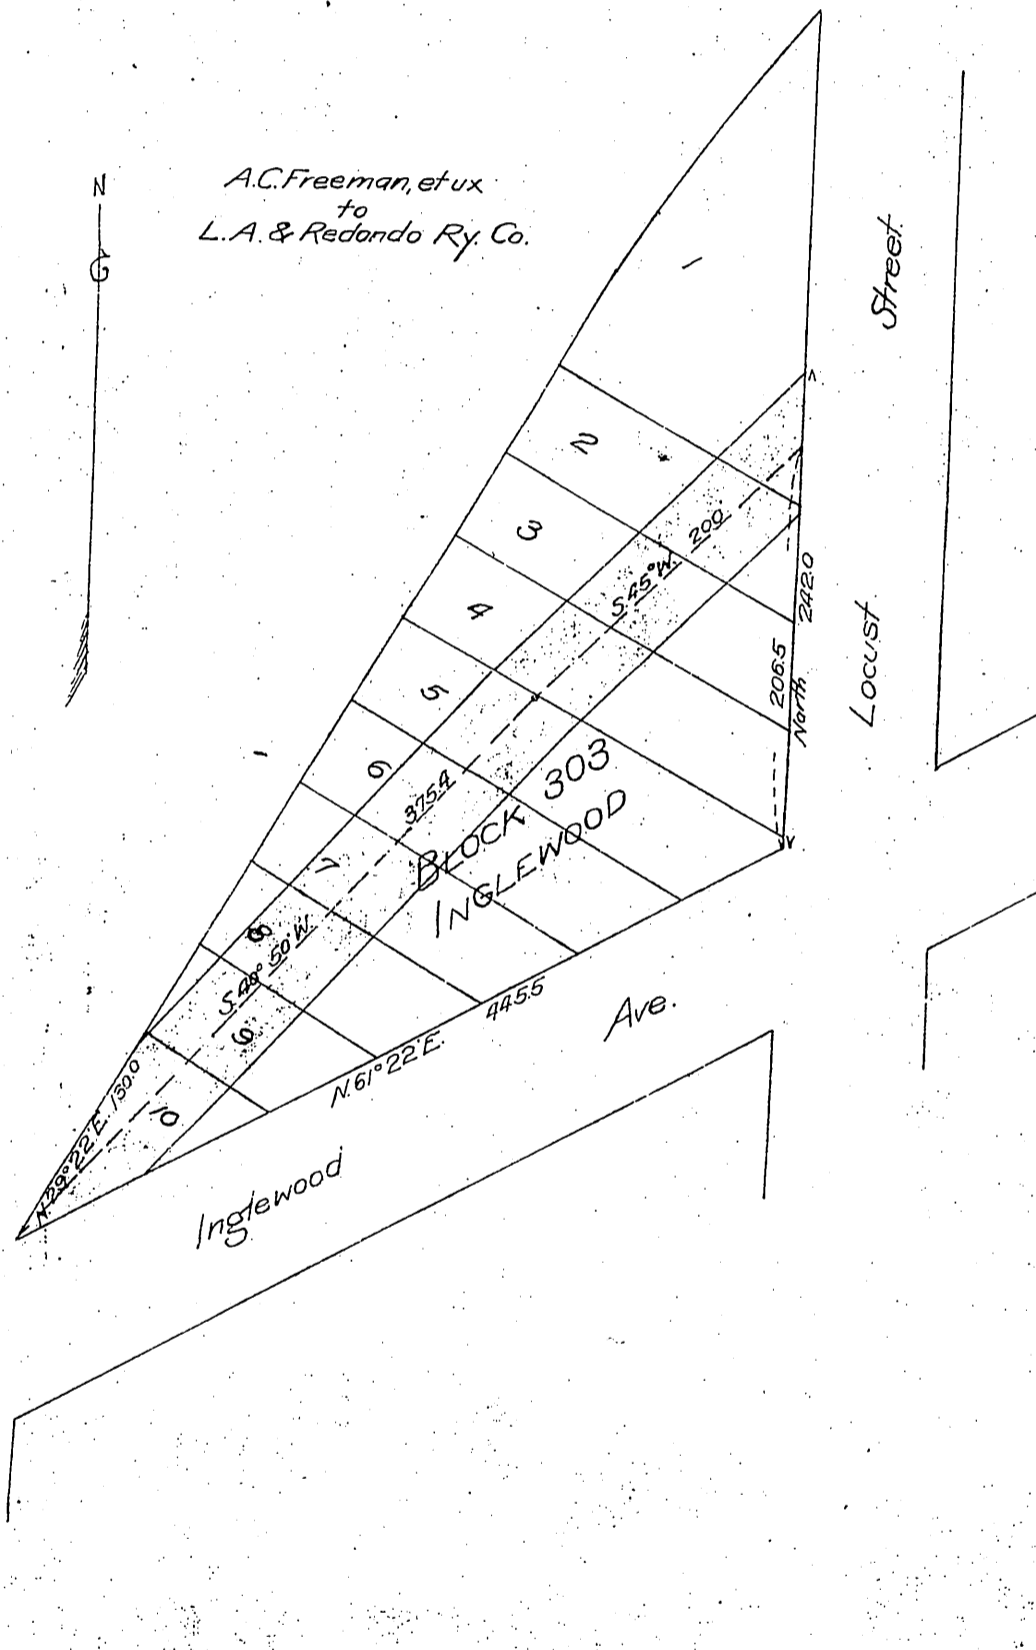 N
A.C. Freeman, et ux
to
L.A. & Redondo Ry. Co.
Street
Locust
1
2
3
4
5
6
7
8
9
10
S 45° W. 200
375.4
206.5
North 242.0
BLOCK 303
INGLEWOOD
S. 40° 50' W.
N. 29° 22' E. 130.0
N. 61° 22' E. 445.5
Inglewood Ave.